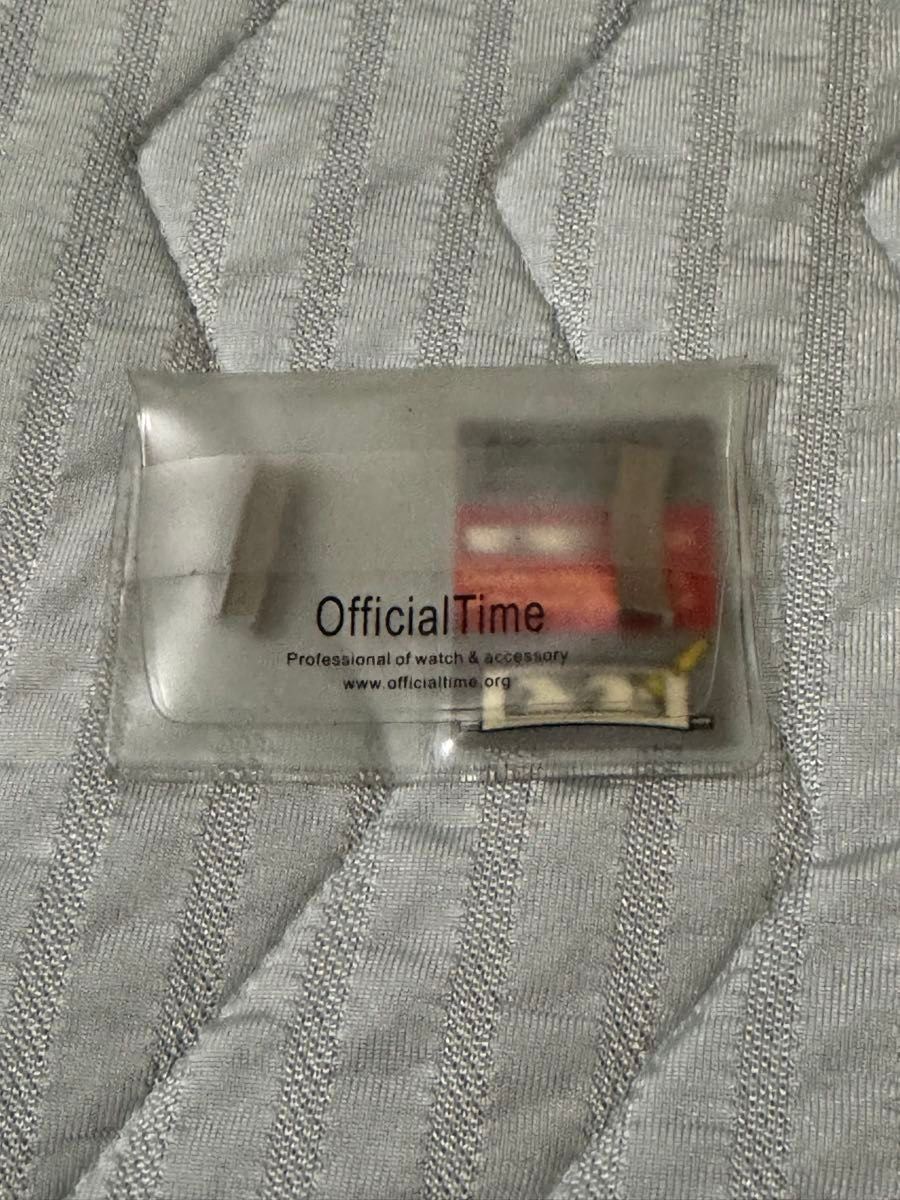 OfficialTime
Professional of watch & accessory
www.officialtime.org